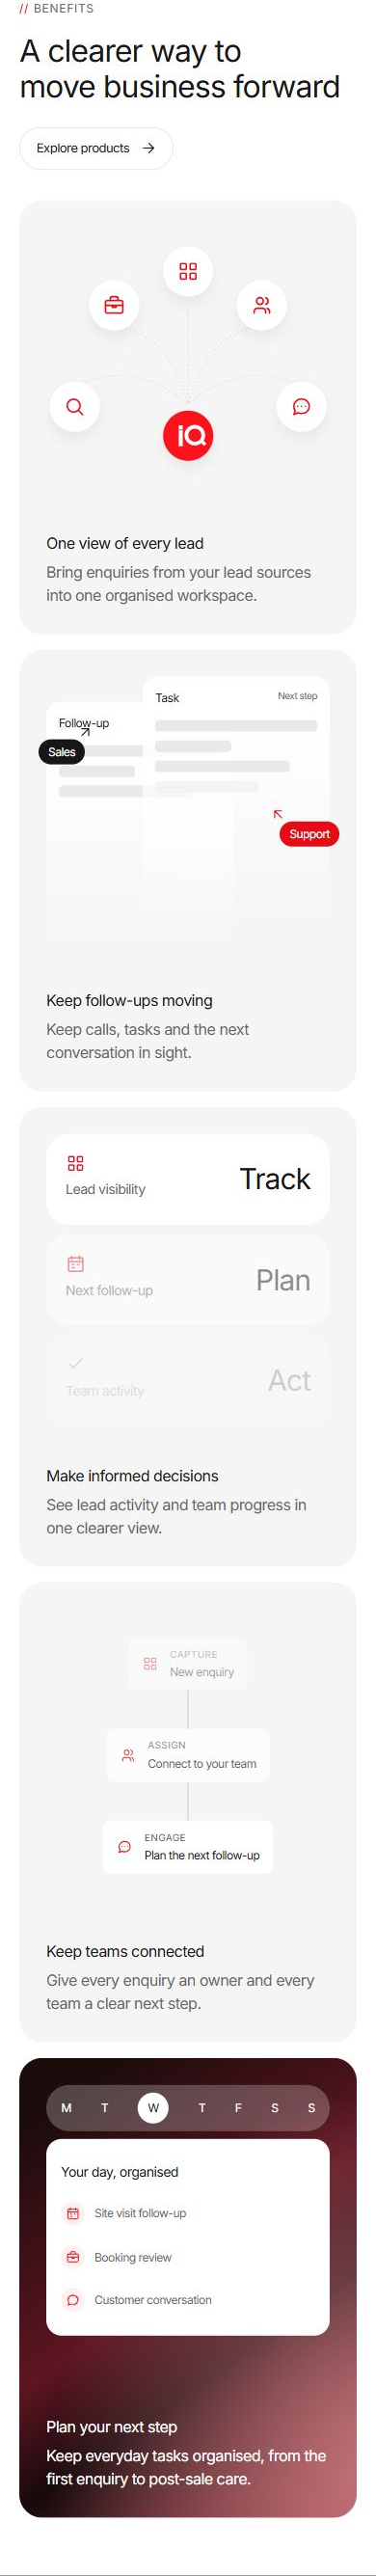 // BENEFITS
A clearer way to
move business forward
Explore products
iQ
One view of every lead
Bring enquiries from your lead sources
into one organised workspace.
Task
Next step
Follow-up
Sales
Support
Keep follow-ups moving
Keep calls, tasks and the next
conversation in sight.
Lead visibility
Track
Next follow-up
Plan
Team activity
Act
Make informed decisions
See lead activity and team progress in
one clearer view.
CAPTURE
New enquiry
ASSIGN
Connect to your team
ENGAGE
Plan the next follow-up
Keep teams connected
Give every enquiry an owner and every
team a clear next step.
M T W T F S S
Your day, organised
Site visit follow-up
Booking review
Customer conversation
Plan your next step
Keep everyday tasks organised, from the
first enquiry to post-sale care.